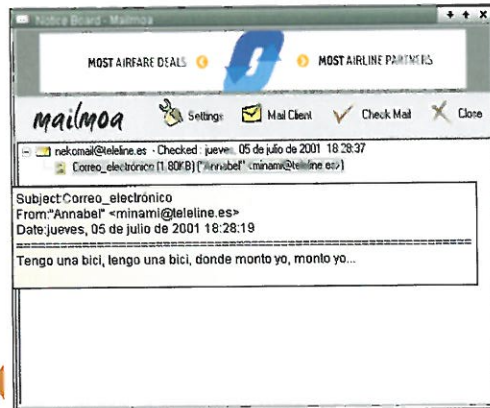 Notice Board - Mailmoa
MOST AIRFARE DEALS
MOST AIRLINE PARTNERS
mailmoa
Settings
Mail Client
Check Mail
Close
nekomail@teleline.es - Checked: jueves, 05 de julio de 2001 18:28:37
Correo_electrónico (1.80KB) ("Annabel" <minami@teleline.es>)
Subject:Correo_electrónico
From:"Annabel" <minami@teleline.es>
Date:jueves, 05 de julio de 2001 18:28:19
Tengo una bici, tengo una bici, donde monto yo, monto yo...